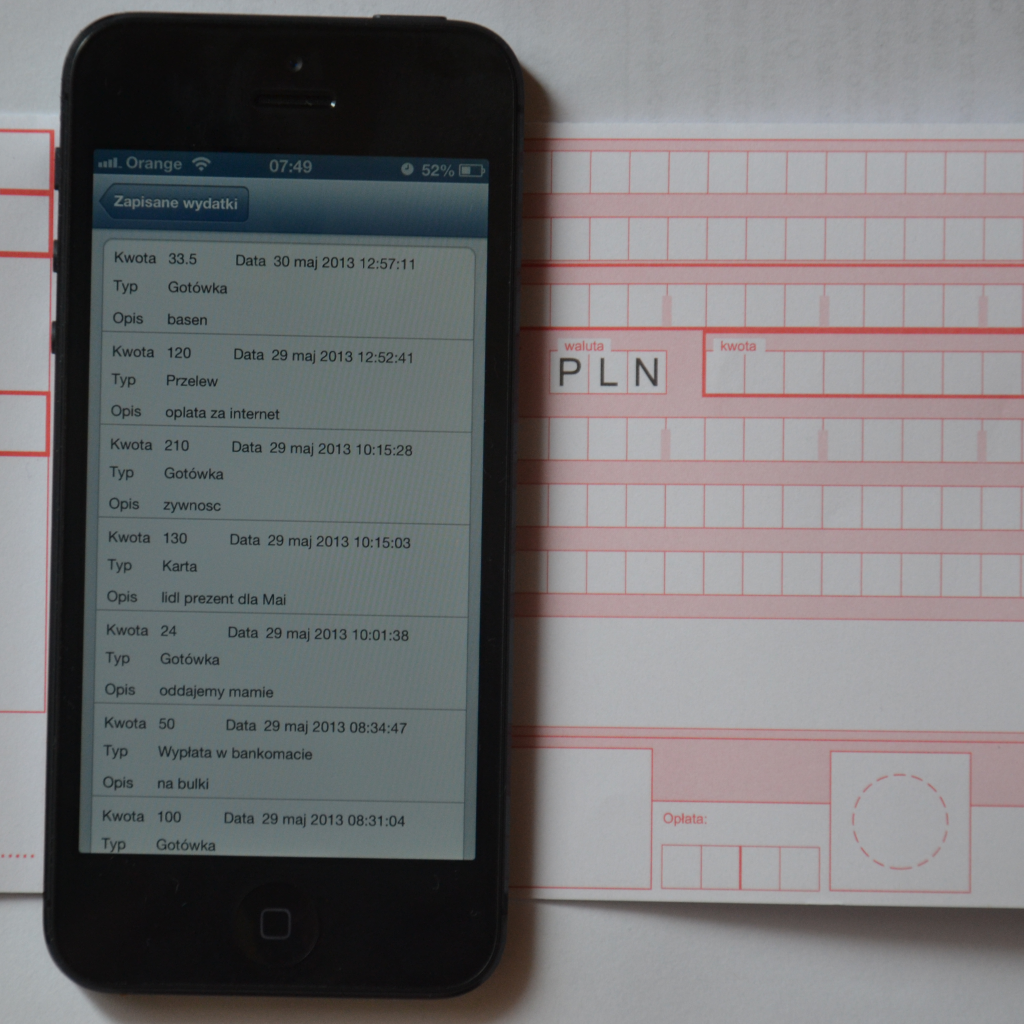 Orange 07:49 52%
Zapisane wydatki
Kwota 33.5 Data 30 maj 2013 12:57:11
Typ Gotówka
Opis basen
Kwota 120 Data 29 maj 2013 12:52:41
Typ Przelew
Opis oplata za internet
Kwota 210 Data 29 maj 2013 10:15:28
Typ Gotówka
Opis zywnosc
Kwota 130 Data 29 maj 2013 10:15:03
Typ Karta
Opis lidl prezent dla Mai
Kwota 24 Data 29 maj 2013 10:01:38
Typ Gotówka
Opis oddajemy mamie
Kwota 50 Data 29 maj 2013 08:34:47
Typ Wypłata w bankomacie
Opis na bulki
Kwota 100 Data 29 maj 2013 08:31:04
Typ Gotówka
waluta kwota
PLN
Opłata: